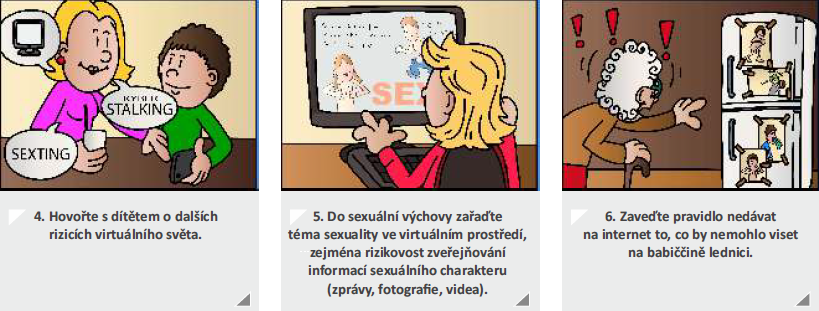 SEXTING
KYBER
STALKING
SEX
4. Hovořte s dítětem o dalších
rizicích virtuálního světa.
5. Do sexuální výchovy zařaďte
téma sexuality ve virtuálním prostředí,
zejména rizikovost zveřejňování
informací sexuálního charakteru
(zprávy, fotografie, videa).
6. Zaveďte pravidlo nedávat
na internet to, co by nemohlo viset
na babiččině lednici.